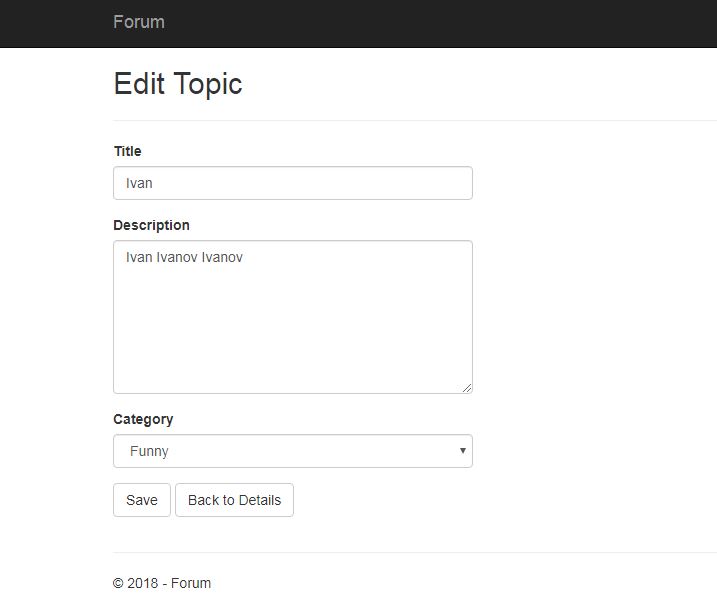 Forum
Edit Topic
Title
Ivan
Description
Ivan Ivanov Ivanov
Category
Funny
Save Back to Details
© 2018 - Forum